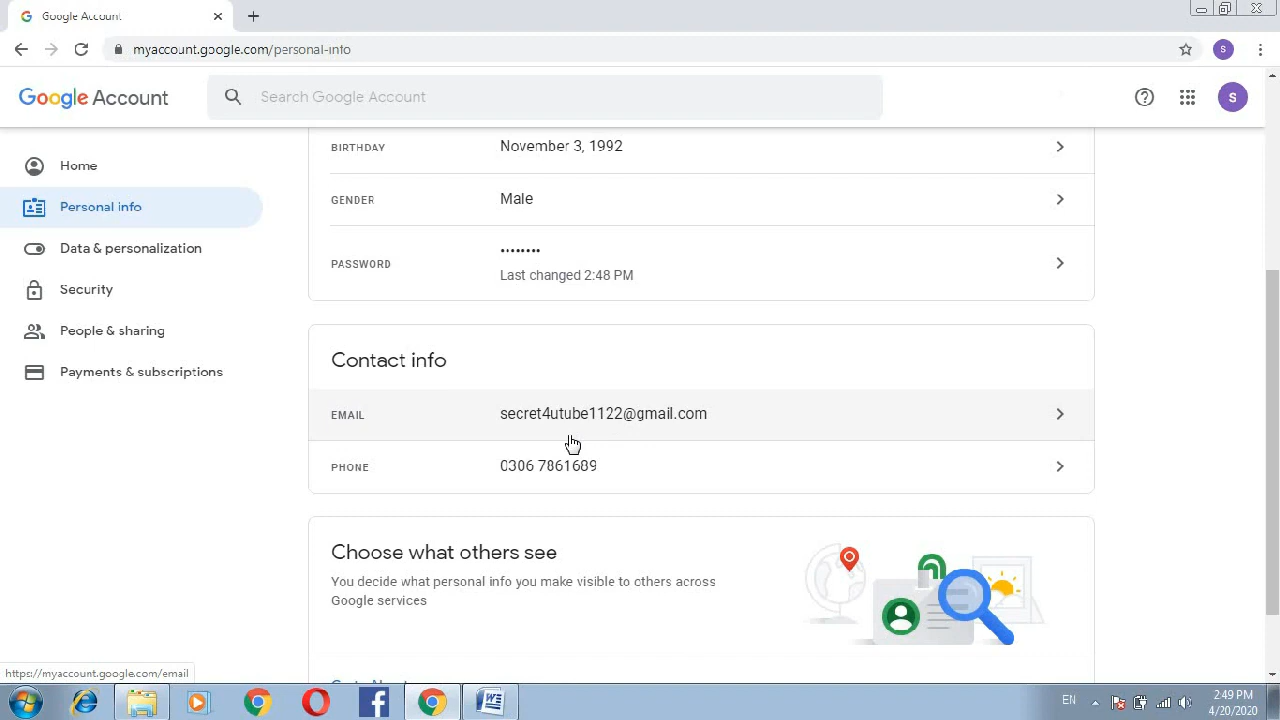 Google Account
myaccount.google.com/personal-info
S
Google Account
Search Google Account
S
Home
Personal info
Data & personalization
Security
People & sharing
Payments & subscriptions
BIRTHDAY
November 3, 1992
GENDER
Male
PASSWORD
••••••••
Last changed 2:48 PM
Contact info
EMAIL
secret4utube1122@gmail.com
PHONE
0306 7861689
Choose what others see
You decide what personal info you make visible to others across
Google services
https://myaccount.google.com/email
EN
2:49 PM
4/20/2020